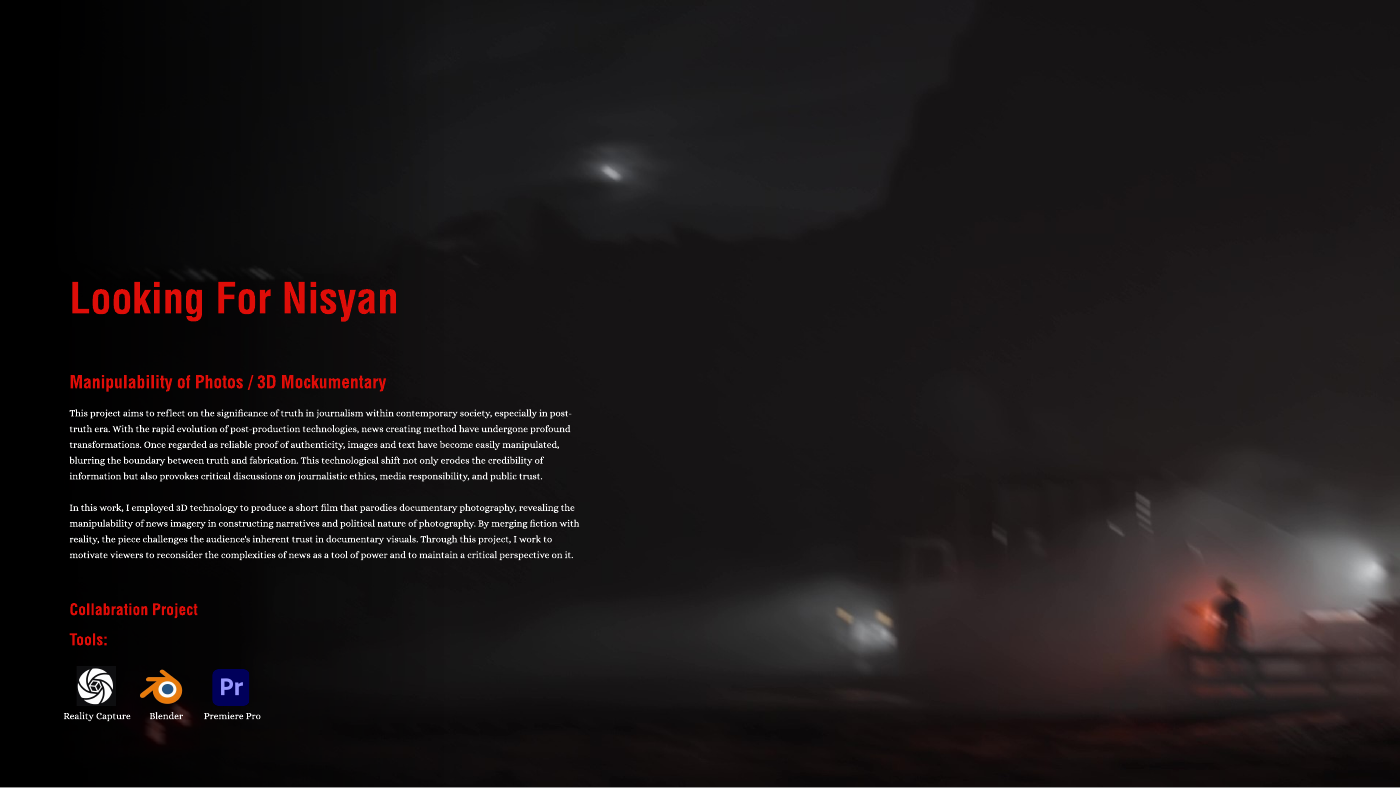 Looking For Nisyan
Manipulability of Photos / 3D Mockumentary
This project aims to reflect on the significance of truth in journalism within contemporary society, especially in post-
truth era. With the rapid evolution of post-production technologies, news creating method have undergone profound
transformations. Once regarded as reliable proof of authenticity, images and text have become easily manipulated,
blurring the boundary between truth and fabrication. This technological shift not only erodes the credibility of
information but also provokes critical discussions on journalistic ethics, media responsibility, and public trust.
In this work, I employed 3D technology to produce a short film that parodies documentary photography, revealing the
manipulability of news imagery in constructing narratives and political nature of photography. By merging fiction with
reality, the piece challenges the audience's inherent trust in documentary visuals. Through this project, I work to
motivate viewers to reconsider the complexities of news as a tool of power and to maintain a critical perspective on it.
Collabration Project
Tools:
Pr
Reality Capture Blender Premiere Pro